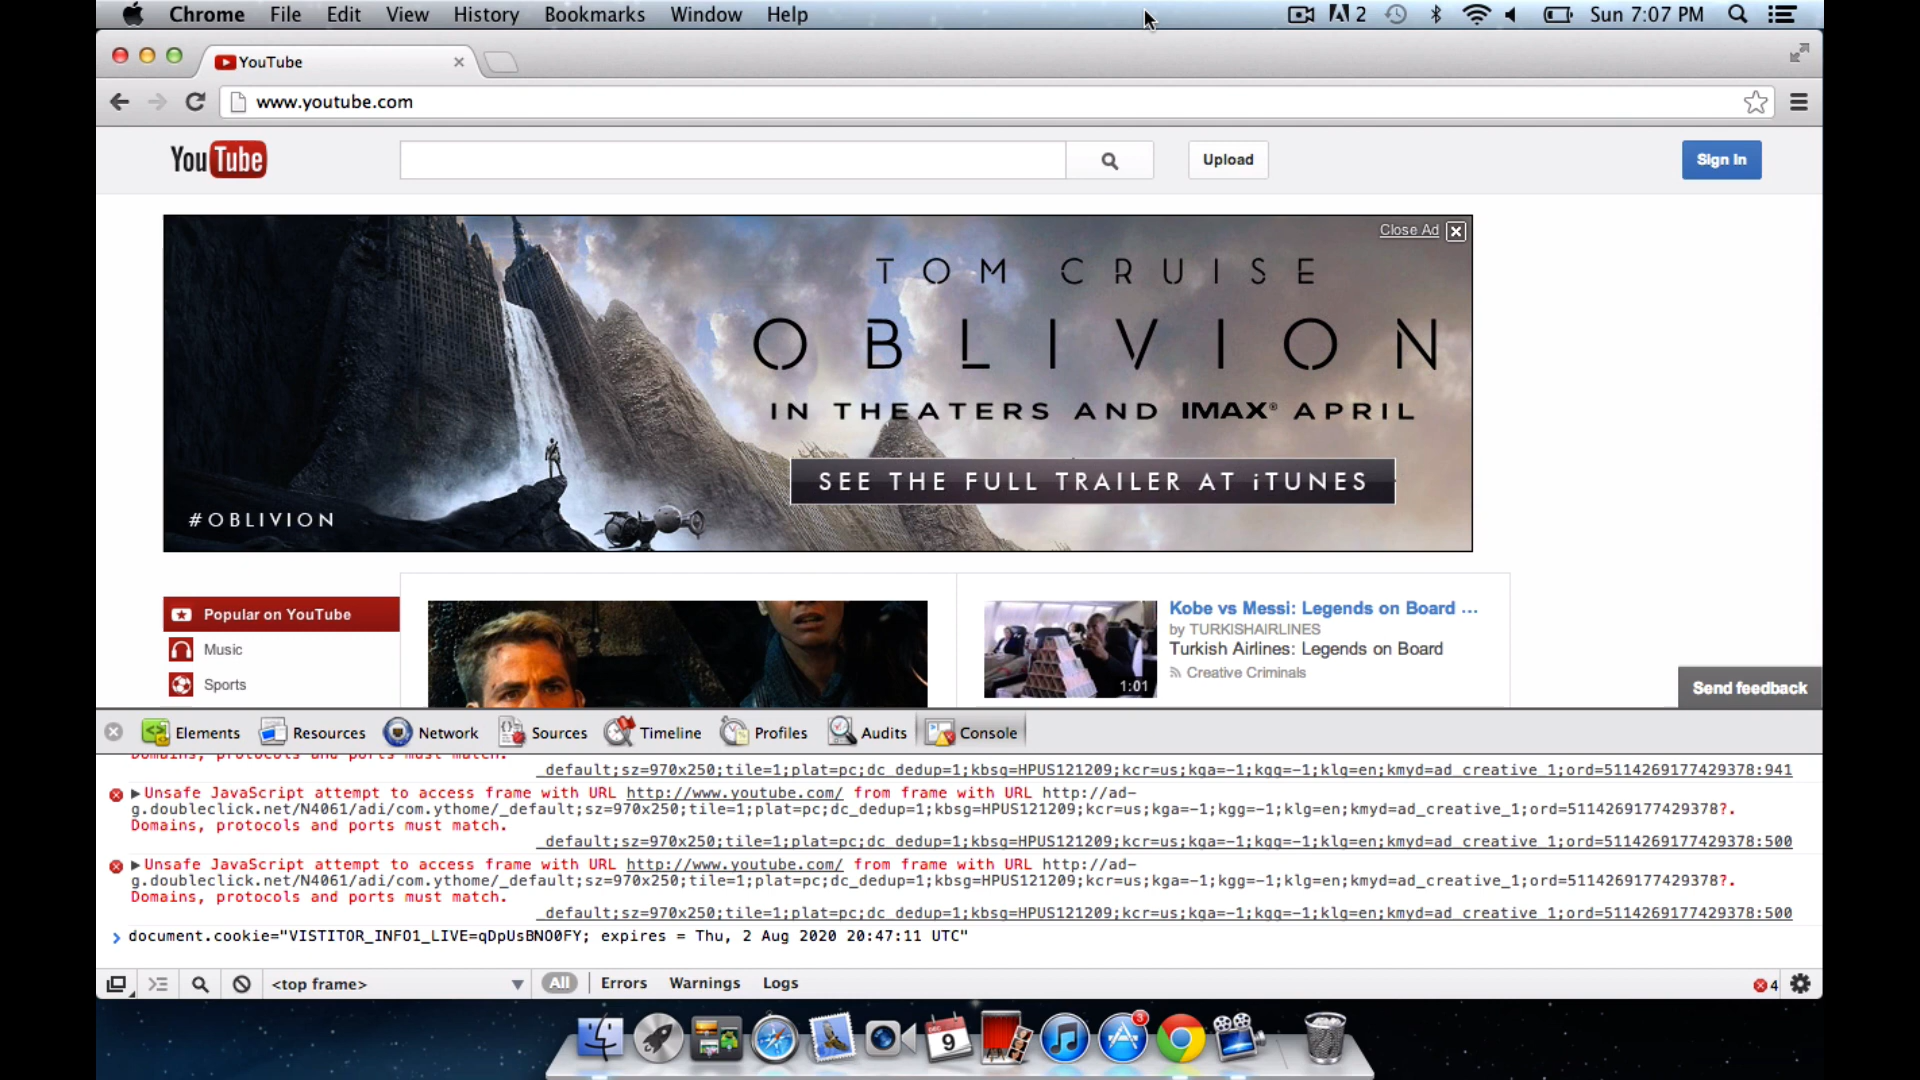 Chrome File Edit View History Bookmarks Window Help 2 Sun 7:07 PM
YouTube
www.youtube.com
YouTube Upload Sign In
Close Ad
TOM CRUISE
OBLIVION
IN THEATERS AND IMAX® APRIL
SEE THE FULL TRAILER AT iTUNES
#OBLIVION
Popular on YouTube
Music
Sports
Kobe vs Messi: Legends on Board ...
by TURKISHAIRLINES
Turkish Airlines: Legends on Board
Creative Criminals
1:01
Send feedback
Elements Resources Network Sources Timeline Profiles Audits Console
Domains, protocols and ports must match.
_default;sz=970x250;tile=1;plat=pc;dc_dedup=1;kbsg=HPUS121209;kcr=us;kga=-1;kgg=-1;klg=en;kmyd=ad_creative_1;ord=5114269177429378:941
Unsafe JavaScript attempt to access frame with URL http://www.youtube.com/ from frame with URL http://ad-
g.doubleclick.net/N4061/adi/com.ythome/_default;sz=970x250;tile=1;plat=pc;dc_dedup=1;kbsg=HPUS121209;kcr=us;kga=-1;kgg=-1;klg=en;kmyd=ad_creative_1;ord=5114269177429378?.
Domains, protocols and ports must match.
_default;sz=970x250;tile=1;plat=pc;dc_dedup=1;kbsg=HPUS121209;kcr=us;kga=-1;kgg=-1;klg=en;kmyd=ad_creative_1;ord=5114269177429378:500
Unsafe JavaScript attempt to access frame with URL http://www.youtube.com/ from frame with URL http://ad-
g.doubleclick.net/N4061/adi/com.ythome/_default;sz=970x250;tile=1;plat=pc;dc_dedup=1;kbsg=HPUS121209;kcr=us;kga=-1;kgg=-1;klg=en;kmyd=ad_creative_1;ord=5114269177429378?.
Domains, protocols and ports must match.
_default;sz=970x250;tile=1;plat=pc;dc_dedup=1;kbsg=HPUS121209;kcr=us;kga=-1;kgg=-1;klg=en;kmyd=ad_creative_1;ord=5114269177429378:500
document.cookie="VISTITOR_INFO1_LIVE=qDpUsBNO0FY; expires = Thu, 2 Aug 2020 20:47:11 UTC"
<top frame> All Errors Warnings Logs 4
DEC
9
3